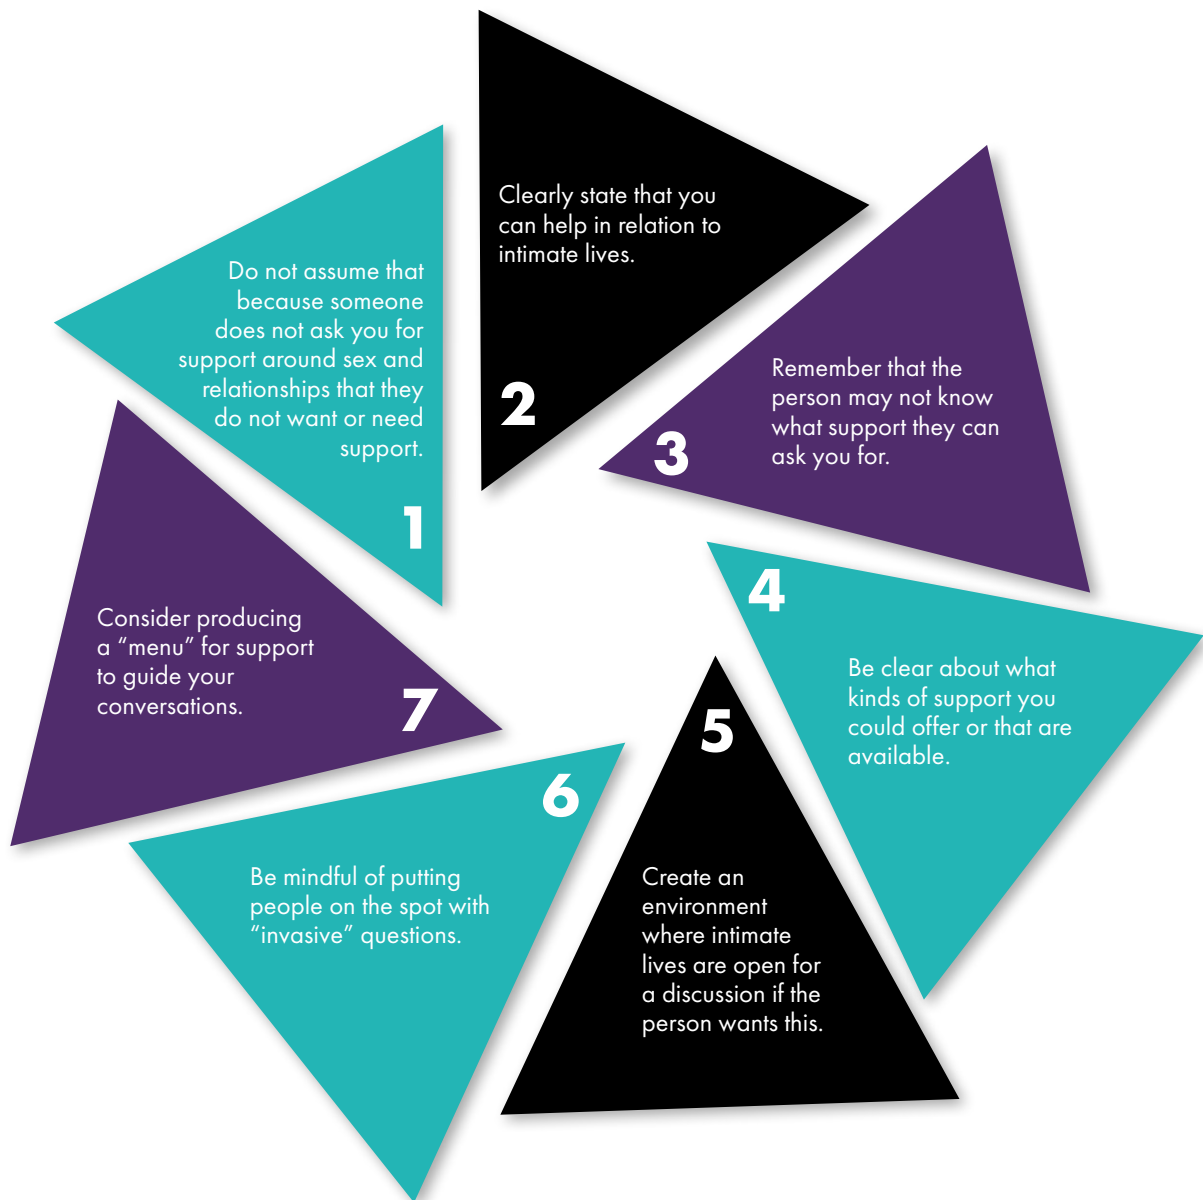 Do not assume that
because someone
does not ask you for
support around sex and
relationships that they
do not want or need
support.
1
Clearly state that you
can help in relation to
intimate lives.
2
Remember that the
person may not know
what support they can
ask you for.
3
4
Be clear about what
kinds of support you
could offer or that are
available.
5
Create an
environment
where intimate
lives are open for
a discussion if the
person wants this.
6
Be mindful of putting
people on the spot with
“invasive” questions.
Consider producing
a “menu” for support
to guide your
conversations.
7